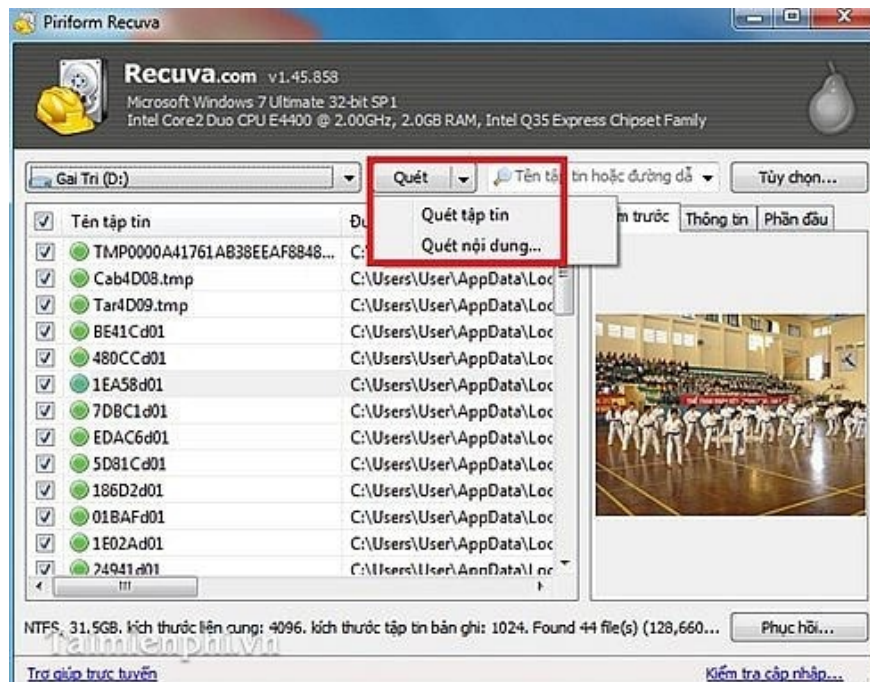 Piriform Recuva
Recuva.com v1.45.858
Microsoft Windows 7 Ultimate 32-bit SP1
Intel Core2 Duo CPU E4400 @ 2.00GHz, 2.0GB RAM, Intel Q35 Express Chipset Family
Gai Tri (D:) Quét Tên tập tin hoặc đường dẫ Tùy chọn...
Quét tập tin
Quét nội dung...
Tên tập tin Đư m trước Thông tin Phần đầu
TMP0000A41761AB38EEAF8848... C:\
Cab4D08.tmp C:\Users\User\AppData\Loc
Tar4D09.tmp C:\Users\User\AppData\Loc
BE41Cd01 C:\Users\User\AppData\Loc
480CCd01 C:\Users\User\AppData\Loc
1EA58d01 C:\Users\User\AppData\Loc
7DBC1d01 C:\Users\User\AppData\Loc
EDAC6d01 C:\Users\User\AppData\Loc
5D81Cd01 C:\Users\User\AppData\Loc
186D2d01 C:\Users\User\AppData\Loc
01BAFd01 C:\Users\User\AppData\Loc
1E02Ad01 C:\Users\User\AppData\Loc
24941d01 C:\Users\User\AppData\Loc
NTFS, 31.5GB. kích thước liên cung: 4096. kích thước tập tin bản ghi: 1024. Found 44 file(s) (128,660... Phục hồi...
Taimienphi.vn
Trợ giúp trực tuyến Kiểm tra cập nhập...